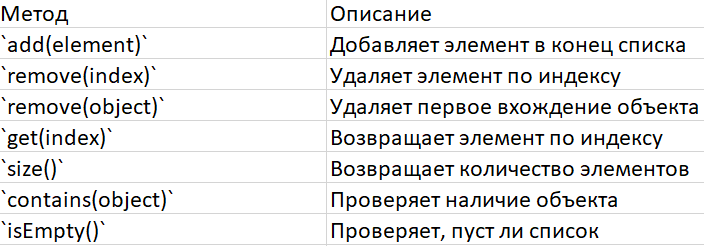 Метод Описание
`add(element)` Добавляет элемент в конец списка
`remove(index)` Удаляет элемент по индексу
`remove(object)` Удаляет первое вхождение объекта
`get(index)` Возвращает элемент по индексу
`size()` Возвращает количество элементов
`contains(object)` Проверяет наличие объекта
`isEmpty()` Проверяет, пуст ли список